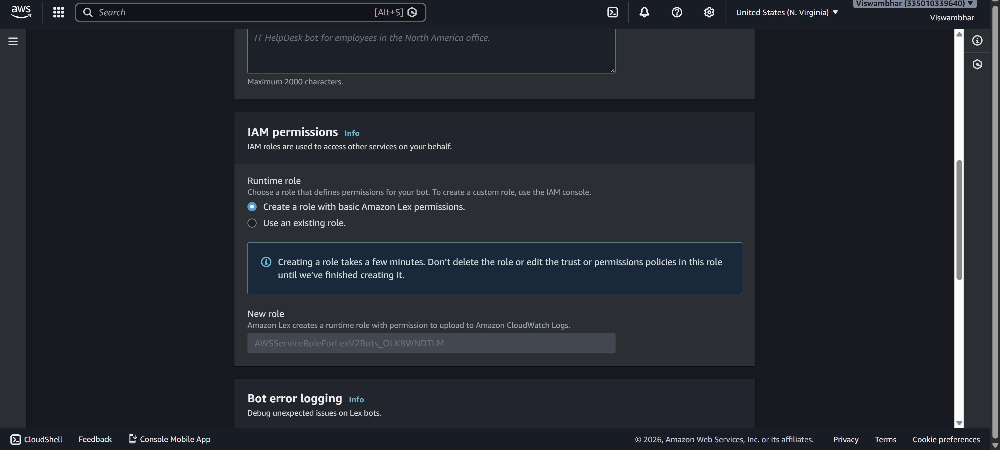 aws
Search
[Alt+S]
United States (N. Virginia)
Viswambhar (335010339640)
Viswambhar
IT HelpDesk bot for employees in the North America office.
Maximum 2000 characters.
IAM permissions Info
IAM roles are used to access other services on your behalf.
Runtime role
Choose a role that defines permissions for your bot. To create a custom role, use the IAM console.
Create a role with basic Amazon Lex permissions.
Use an existing role.
Creating a role takes a few minutes. Don’t delete the role or edit the trust or permissions policies in this role
until we’ve finished creating it.
New role
Amazon Lex creates a runtime role with permission to upload to Amazon CloudWatch Logs.
AWSServiceRoleForLexV2Bots_OLK8WNDTLM
Bot error logging Info
Debug unexpected issues on Lex bots.
CloudShell
Feedback
Console Mobile App
© 2026, Amazon Web Services, Inc. or its affiliates.
Privacy
Terms
Cookie preferences